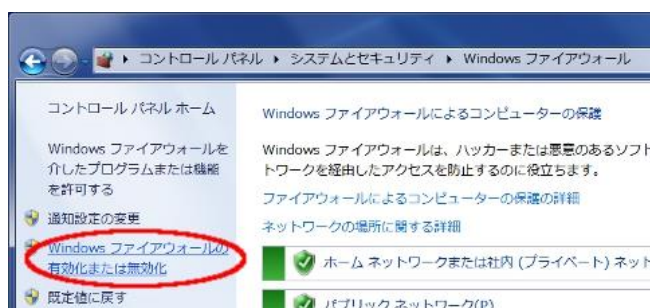 コントロール パネル ▸ システムとセキュリティ ▸ Windows ファイアウォール
コントロール パネル ホーム
Windows ファイアウォールを
介したプログラムまたは機能
を許可する
通知設定の変更
Windows ファイアウォールの
有効化または無効化
既定値に戻す
Windows ファイアウォールによるコンピューターの保護
Windows ファイアウォールは、ハッカーまたは悪意のあるソフト
トワークを経由したアクセスを防止するのに役立ちます。
ファイアウォールによるコンピューターの保護の詳細
ネットワークの場所に関する詳細
ホーム ネットワークまたは社内 (プライベート) ネット
パブリック ネットワーク(P)